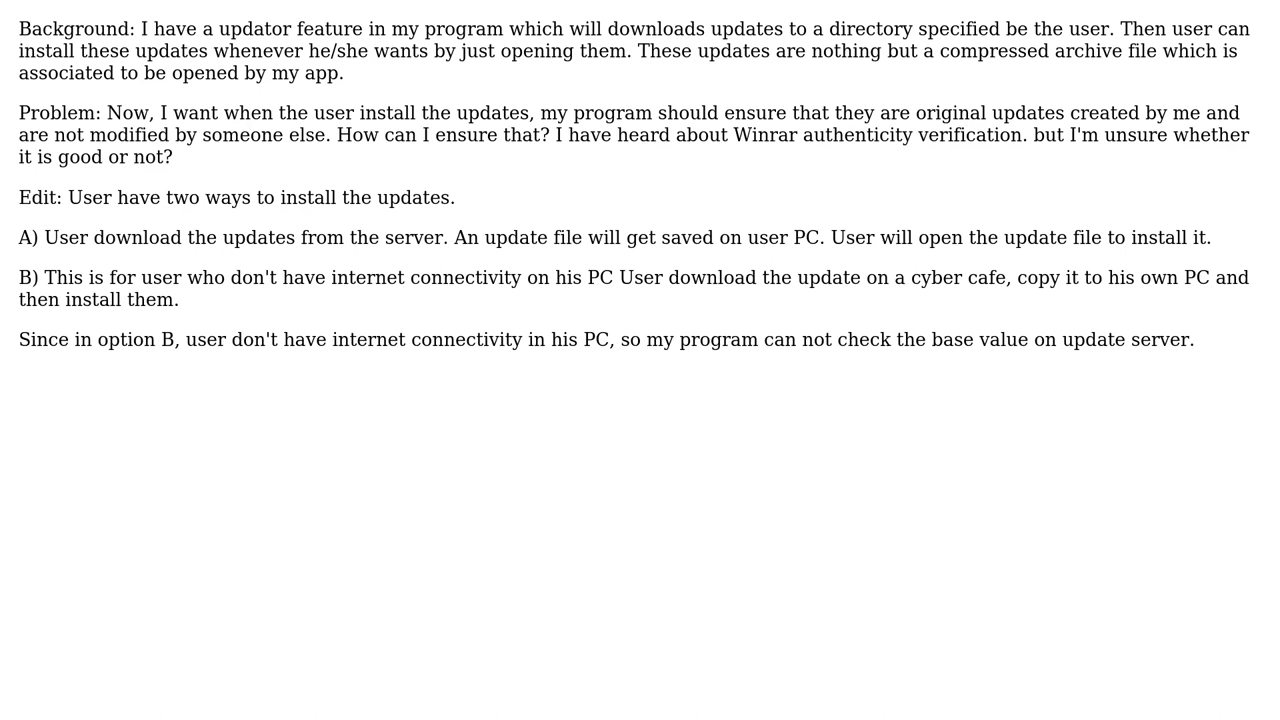 Background: I have a updator feature in my program which will downloads updates to a directory specified be the user. Then user can
install these updates whenever he/she wants by just opening them. These updates are nothing but a compressed archive file which is
associated to be opened by my app.
Problem: Now, I want when the user install the updates, my program should ensure that they are original updates created by me and
are not modified by someone else. How can I ensure that? I have heard about Winrar authenticity verification. but I'm unsure whether
it is good or not?
Edit: User have two ways to install the updates.
A) User download the updates from the server. An update file will get saved on user PC. User will open the update file to install it.
B) This is for user who don't have internet connectivity on his PC User download the update on a cyber cafe, copy it to his own PC and
then install them.
Since in option B, user don't have internet connectivity in his PC, so my program can not check the base value on update server.